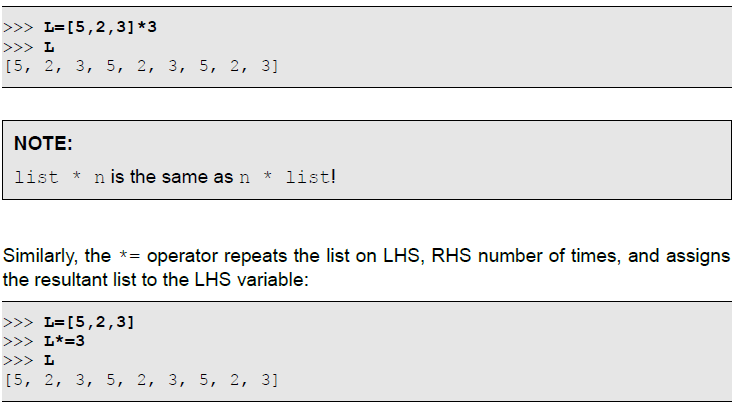 >>> L=[5,2,3]*3
>>> L
[5, 2, 3, 5, 2, 3, 5, 2, 3]
NOTE:
list * n is the same as n * list!
Similarly, the *= operator repeats the list on LHS, RHS number of times, and assigns
the resultant list to the LHS variable:
>>> L=[5,2,3]
>>> L*=3
>>> L
[5, 2, 3, 5, 2, 3, 5, 2, 3]